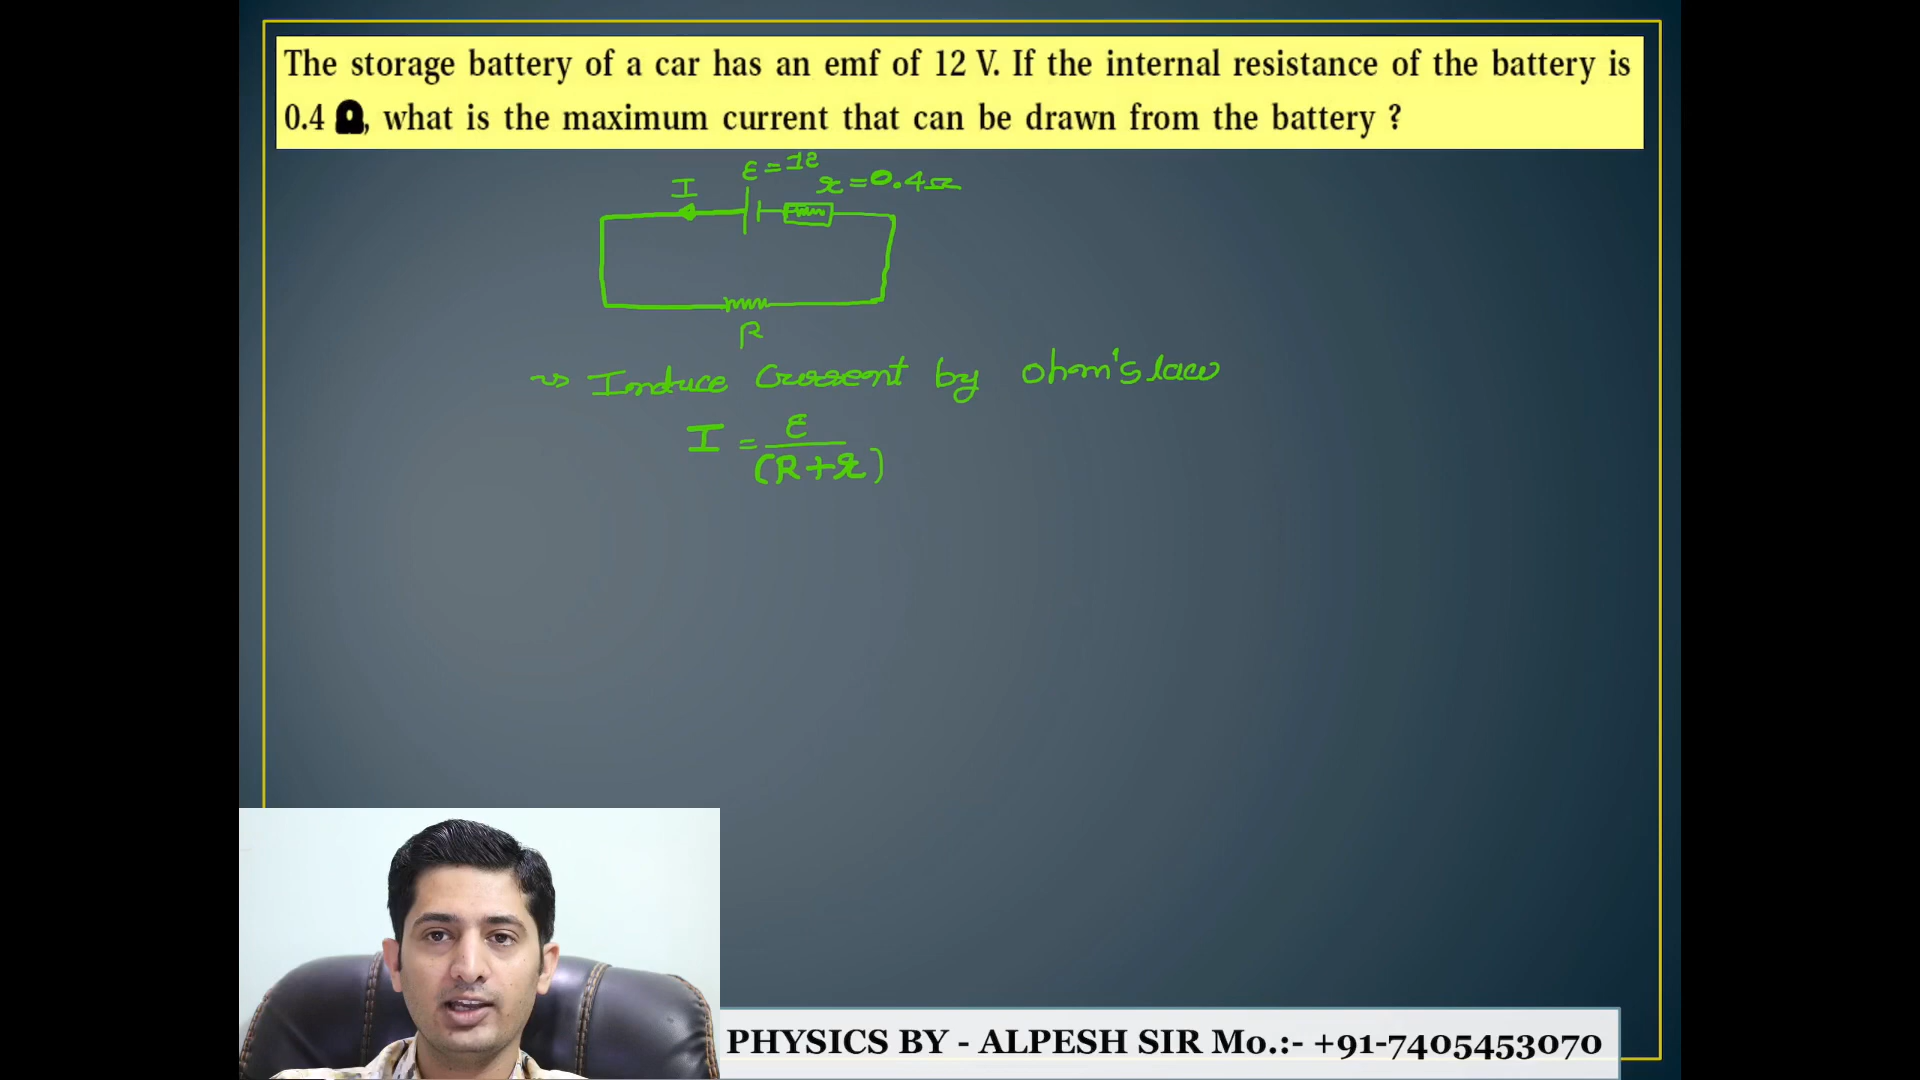 The storage battery of a car has an emf of 12 V. If the internal resistance of the battery is
0.4 Ω, what is the maximum current that can be drawn from the battery ?
ε = 12
I
r = 0.4Ω
R
⇝ Induce Current by ohm's law
I = ε / (R + r)
PHYSICS BY - ALPESH SIR Mo.:- +91-7405453070